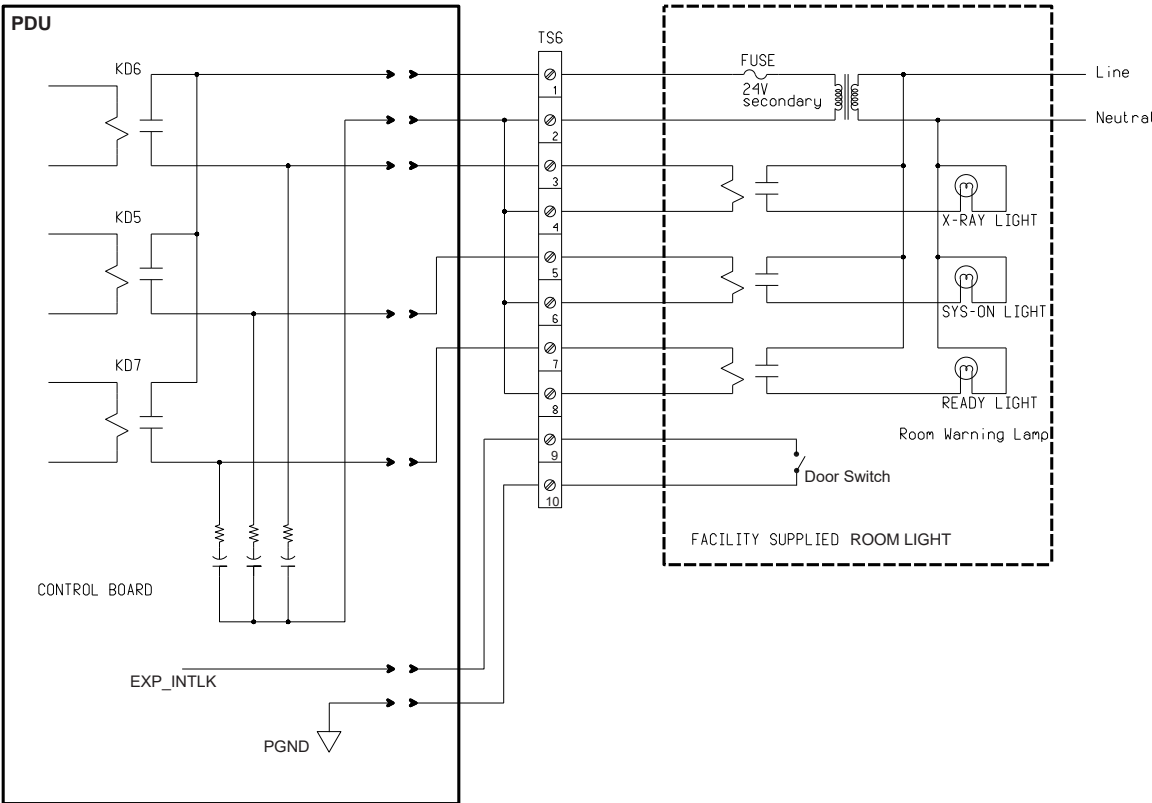 PDU
TS6
KD6
FUSE
24V
secondary
Line
1
Neutral
2
3
KD5
4
X-RAY LIGHT
5
SYS-ON LIGHT
6
7
KD7
8
READY LIGHT
Room Warning Lamp
9
Door Switch
10
FACILITY SUPPLIED ROOM LIGHT
CONTROL BOARD
EXP_INTLK
PGND